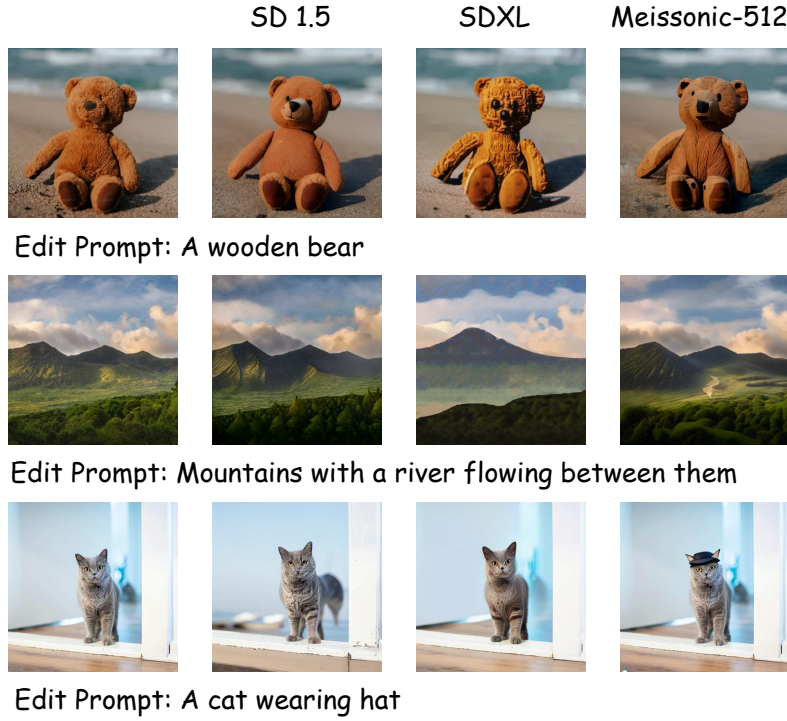 SD 1.5 SDXL Meissonic-512
Edit Prompt: A wooden bear
Edit Prompt: Mountains with a river flowing between them
Edit Prompt: A cat wearing hat